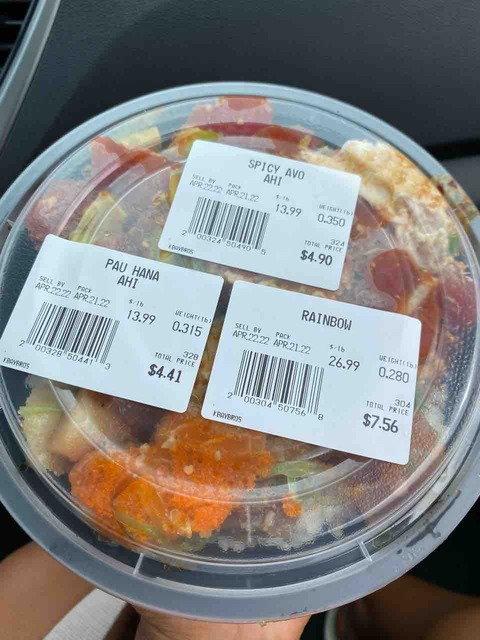 SPICY AVO
AHI
SELL BY PACK $-lb WEIGHT(lb)
APR.22.22 APR.21.22 13.99 0.350
324
TOTAL PRICE
$4.90
2 00324 50490 5
KBAYBROS
PAU HANA
AHI
SELL BY PACK $-lb WEIGHT(lb)
APR.22.22 APR.21.22 13.99 0.315
328
TOTAL PRICE
$4.41
2 00328 50441 3
KBAYBROS
RAINBOW
SELL BY PACK $-lb WEIGHT(lb)
APR.22.22 APR.21.22 26.99 0.280
304
TOTAL PRICE
$7.56
2 00304 50756 8
KBAYBROS